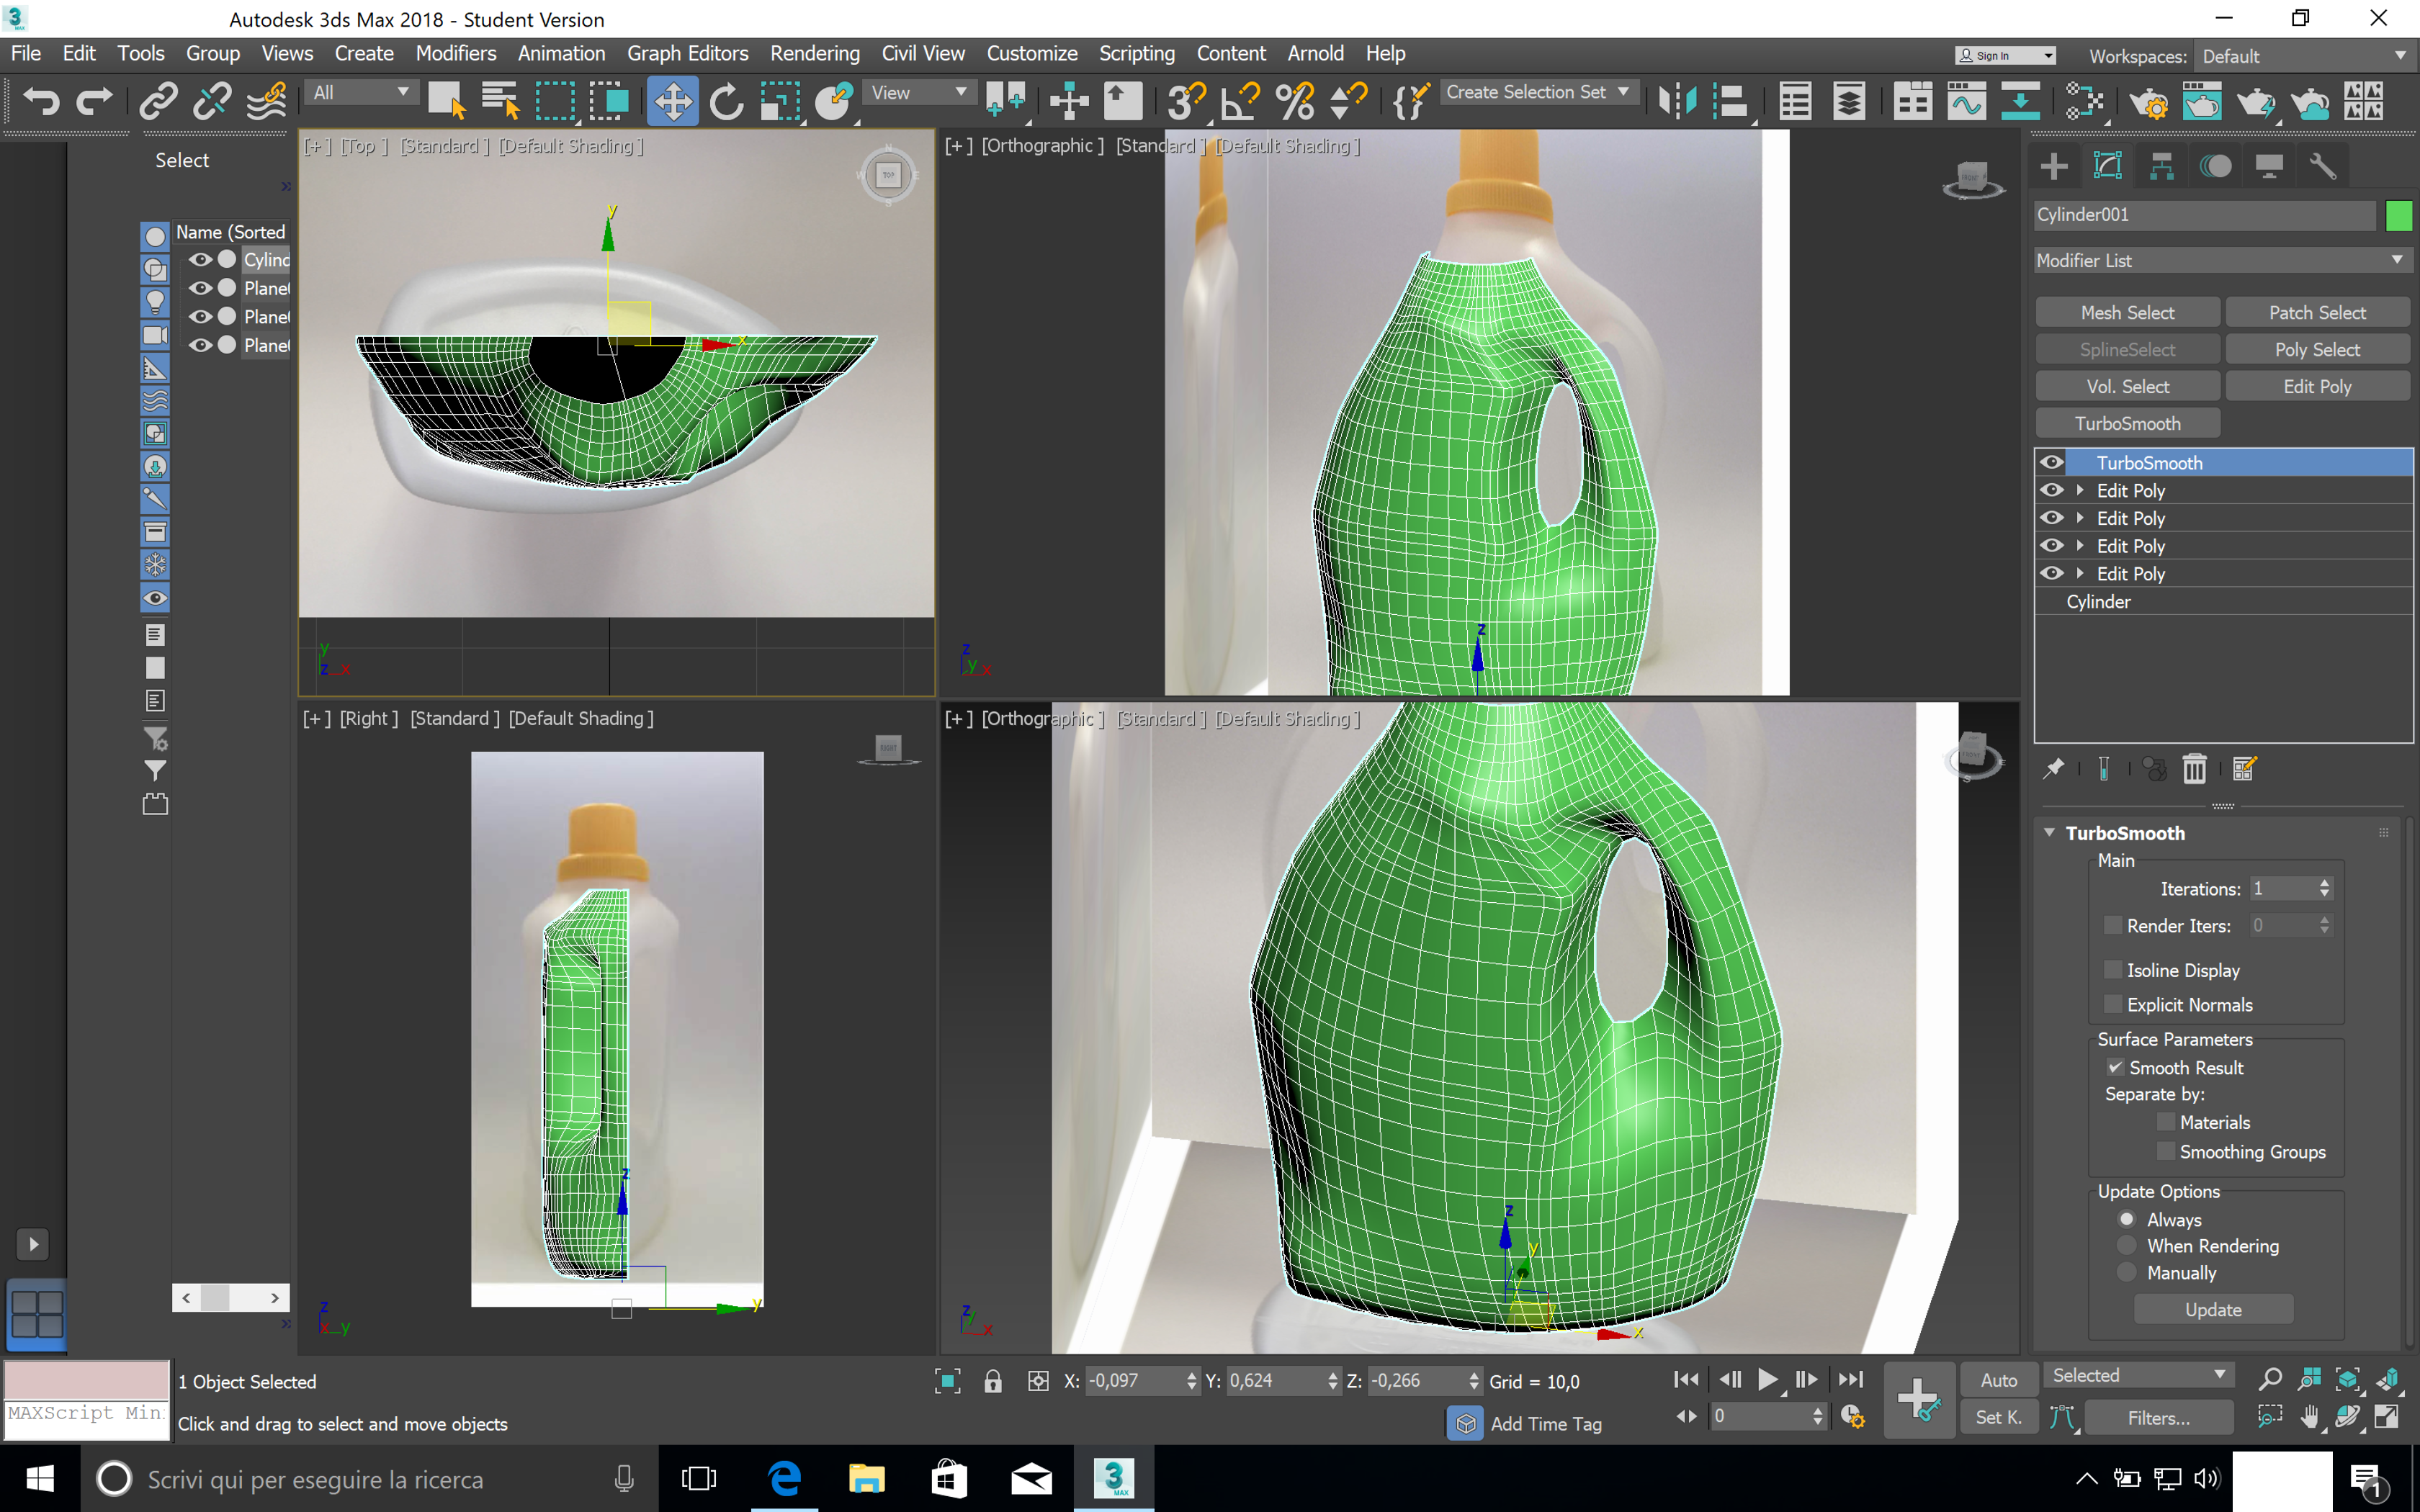 Autodesk 3ds Max 2018 - Student Version
File Edit Tools Group Views Create Modifiers Animation Graph Editors Rendering Civil View Customize Scripting Content Arnold Help
Sign In
Workspaces: Default
All
View
Create Selection Set
Select
Name (Sorted
Cylind
Plane
Plane
Plane
[+] [Top ] [Standard ] [Default Shading ]
TOP
y
x
y
z x
[+] [Orthographic ] [Standard ] [Default Shading ]
FRONT
z
z
y x
[+] [Right ] [Standard ] [Default Shading ]
RIGHT
z
y
z
x y
[+] [Orthographic ] [Standard ] [Default Shading ]
FRONT
z
y
x
z
y x
Cylinder001
Modifier List
Mesh Select Patch Select
SplineSelect Poly Select
Vol. Select Edit Poly
TurboSmooth
TurboSmooth
Edit Poly
Edit Poly
Edit Poly
Edit Poly
Cylinder
TurboSmooth
Main
Iterations: 1
Render Iters: 0
Isoline Display
Explicit Normals
Surface Parameters
Smooth Result
Separate by:
Materials
Smoothing Groups
Update Options
Always
When Rendering
Manually
Update
1 Object Selected
MAXScript Min
Click and drag to select and move objects
X: -0,097 Y: 0,624 Z: -0,266 Grid = 10,0
Add Time Tag
0
Auto Selected
Set K. Filters...
Scrivi qui per eseguire la ricerca
3
MAX
1